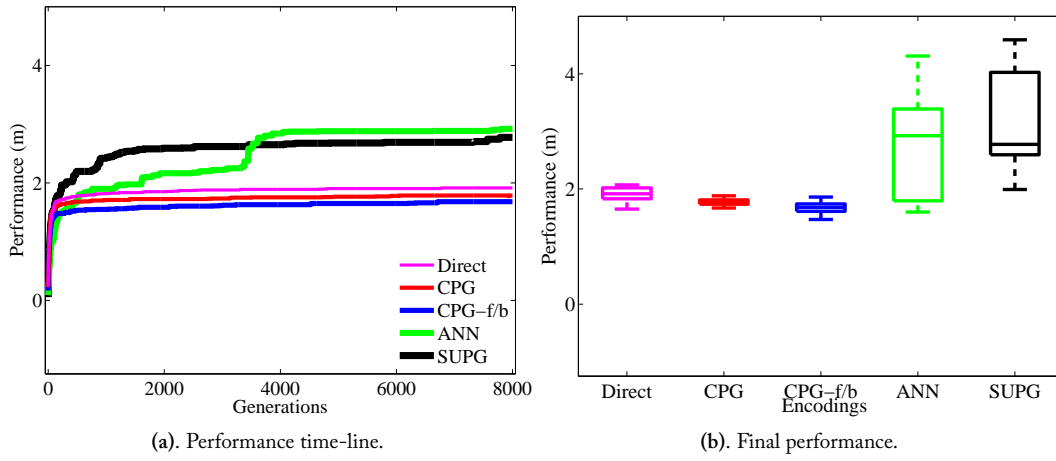 Performance (m)
4
2
0
Direct
CPG
CPG–f/b
ANN
SUPG
0 2000 4000 6000 8000
Generations
(a). Performance time-line.
Performance (m)
4
2
0
Direct CPG CPG–f/b ANN SUPG
Encodings
(b). Final performance.